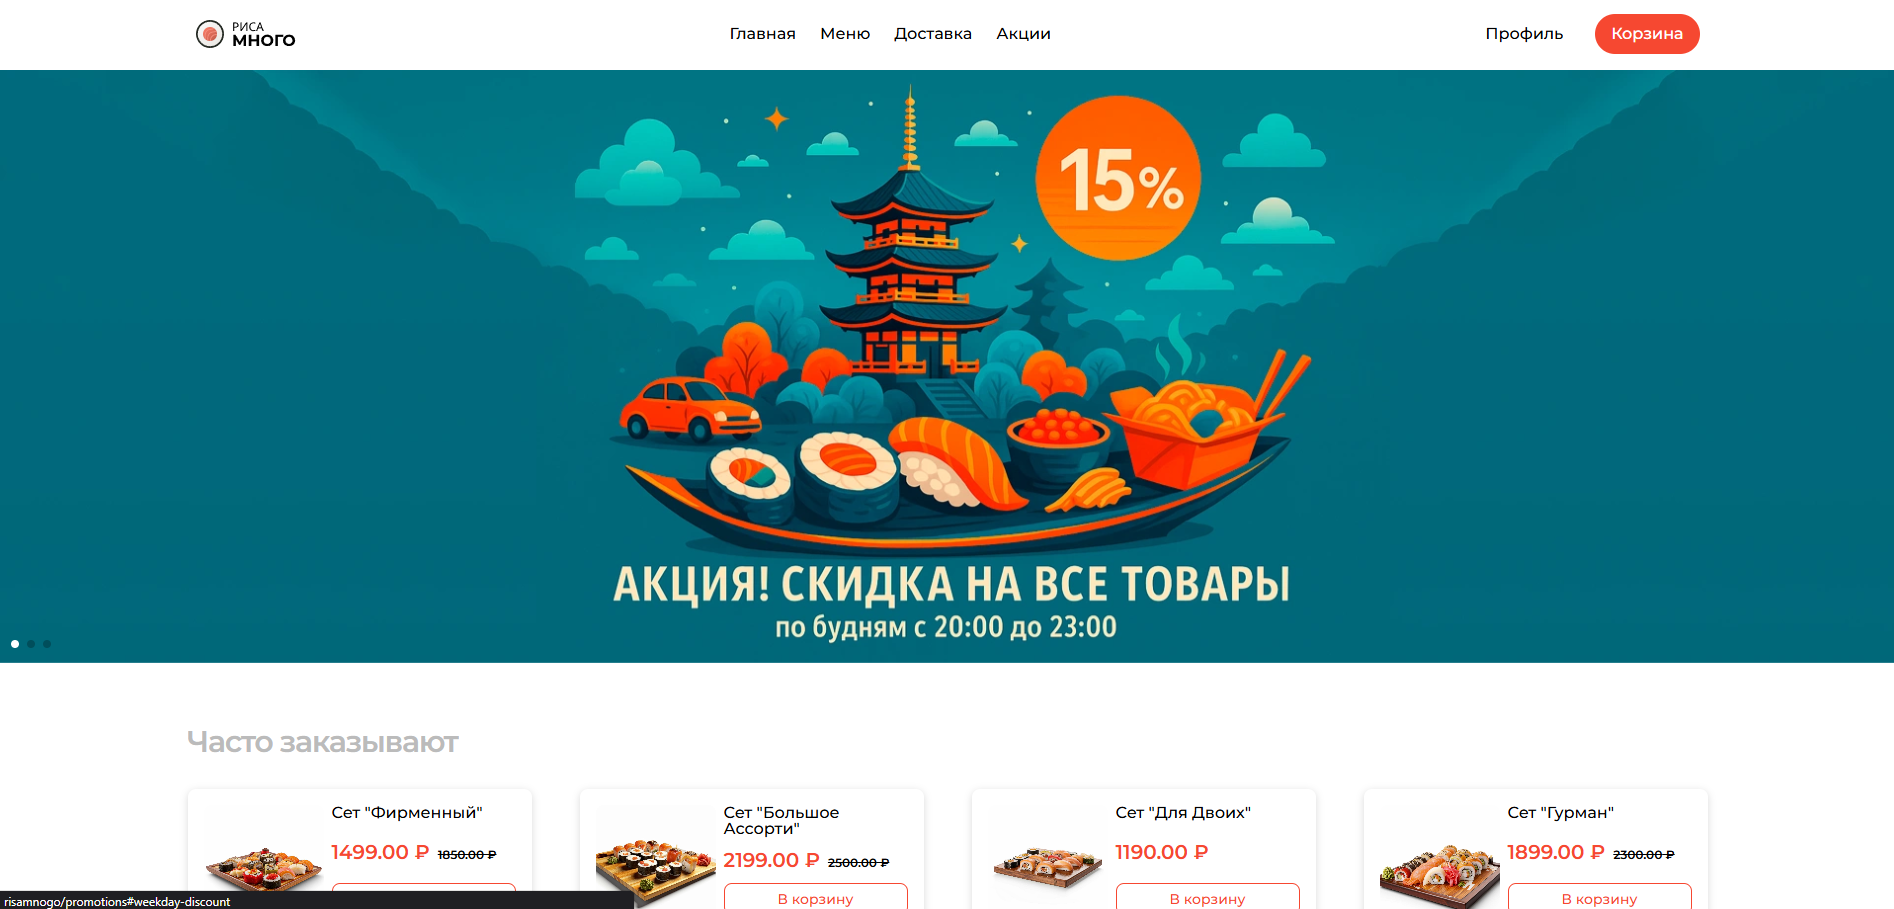 РИСА
МНОГО
Главная Меню Доставка Акции
Профиль Корзина
15%
АКЦИЯ! СКИДКА НА ВСЕ ТОВАРЫ
по будням с 20:00 до 23:00
Часто заказывают
Сет "Фирменный"
1499.00 ₽ 1850.00 ₽
Сет "Большое
Ассорти"
2199.00 ₽ 2500.00 ₽
В корзину
Сет "Для Двоих"
1190.00 ₽
В корзину
Сет "Гурман"
1899.00 ₽ 2300.00 ₽
В корзину
risamnogo/promotions#weekday-discount